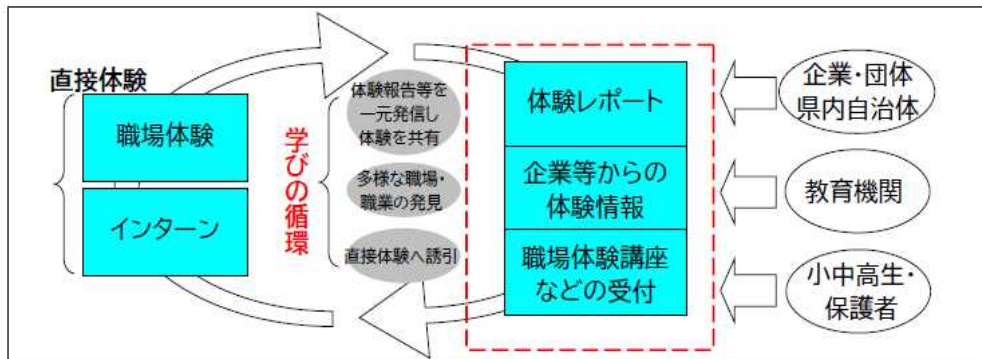 直接体験
職場体験
インターン
学びの循環
体験報告等を
一元発信し
体験を共有
多様な職場・
職業の発見
直接体験へ誘引
体験レポート
企業等からの
体験情報
職場体験講座
などの受付
企業・団体
県内自治体
教育機関
小中高生・
保護者